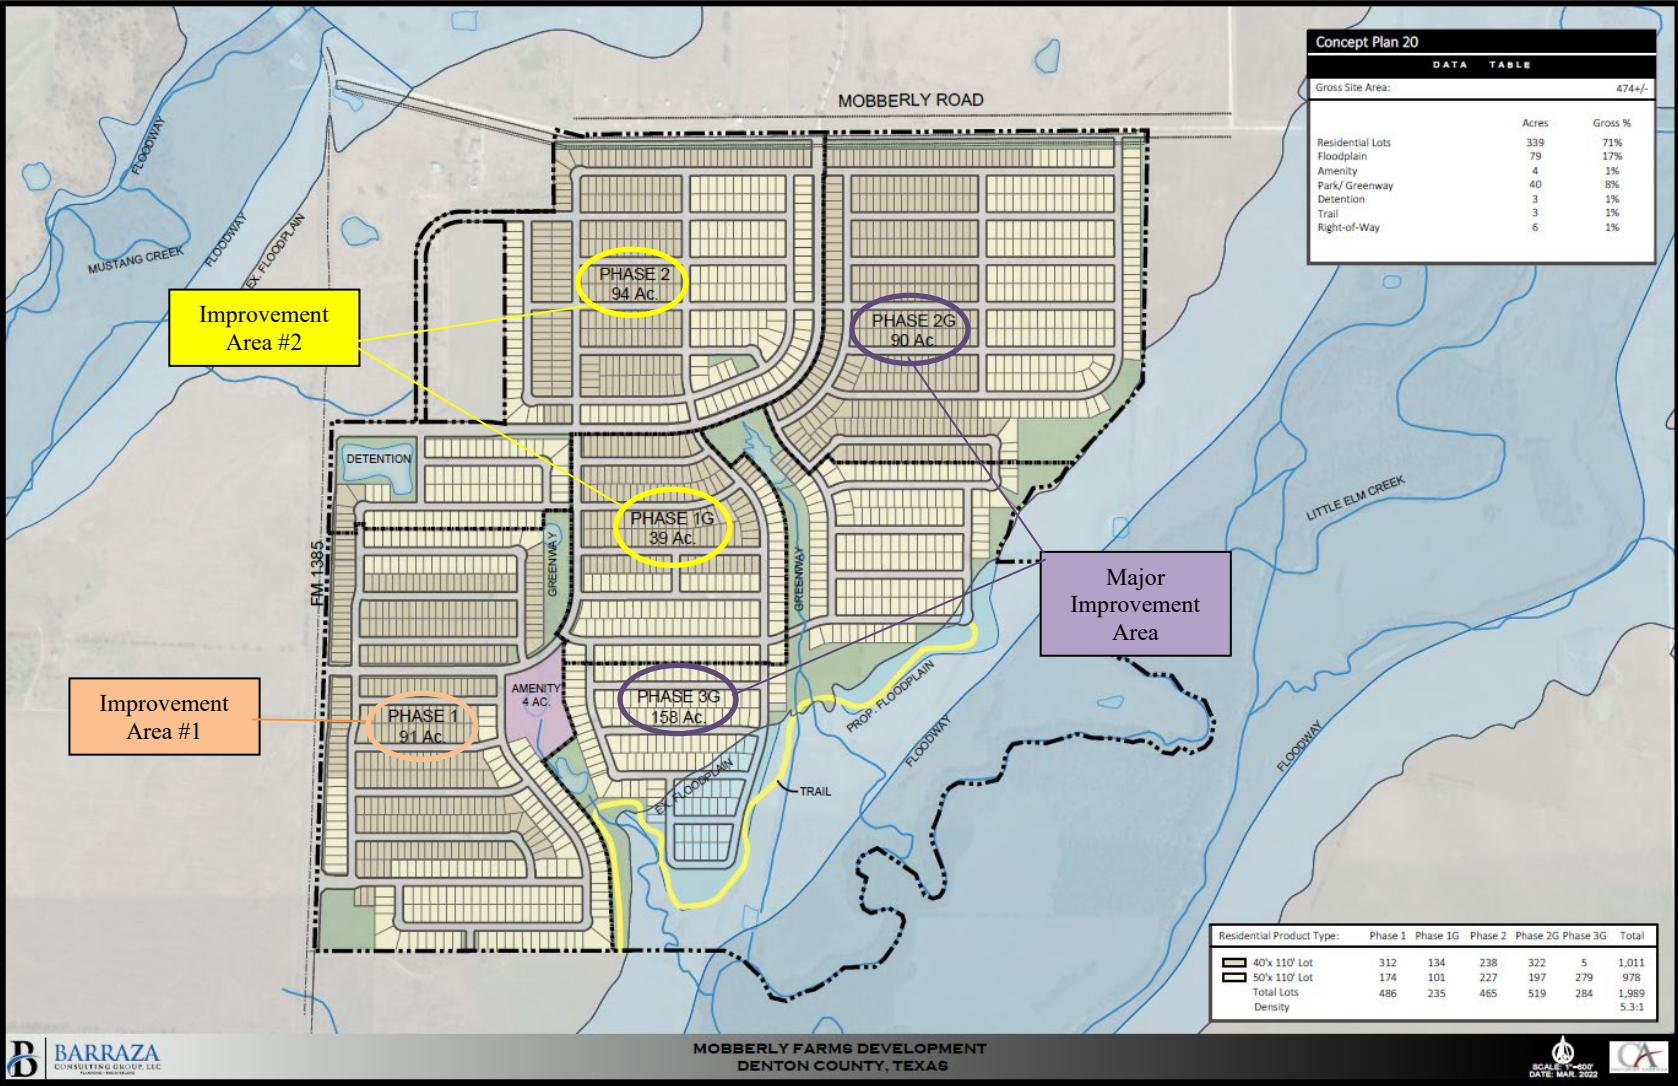 Concept Plan 20
DATA TABLE
Gross Site Area: 474+/-
Acres Gross %
Residential Lots 339 71%
Floodplain 79 17%
Amenity 4 1%
Park/ Greenway 40 8%
Detention 3 1%
Trail 3 1%
Right-of-Way 6 1%
MOBBERLY ROAD
FLOODWAY
FLOODWAY
EX. FLOODPLAIN
MUSTANG CREEK
PHASE 2
94 Ac.
Improvement
Area #2
PHASE 2G
90 Ac.
DETENTION
LITTLE ELM CREEK
PHASE 1G
39 Ac.
FM 1385
GREENWAY
GREENWAY
Major
Improvement
Area
AMENITY
4 AC.
PHASE 3G
158 Ac.
Improvement
Area #1
PHASE 1
91 Ac.
PROP. FLOODPLAIN
FLOODWAY
FLOODWAY
EX. FLOODPLAIN
TRAIL
Residential Product Type: Phase 1 Phase 1G Phase 2 Phase 2G Phase 3G Total
40'x 110' Lot 312 134 238 322 5 1,011
50'x 110' Lot 174 101 227 197 279 978
Total Lots 486 235 465 519 284 1,989
Density 5.3:1
BARRAZA
CONSULTING GROUP, LLC
MOBBERLY FARMS DEVELOPMENT
DENTON COUNTY, TEXAS
SCALE: 1"=600'
DATE: MAR. 2022